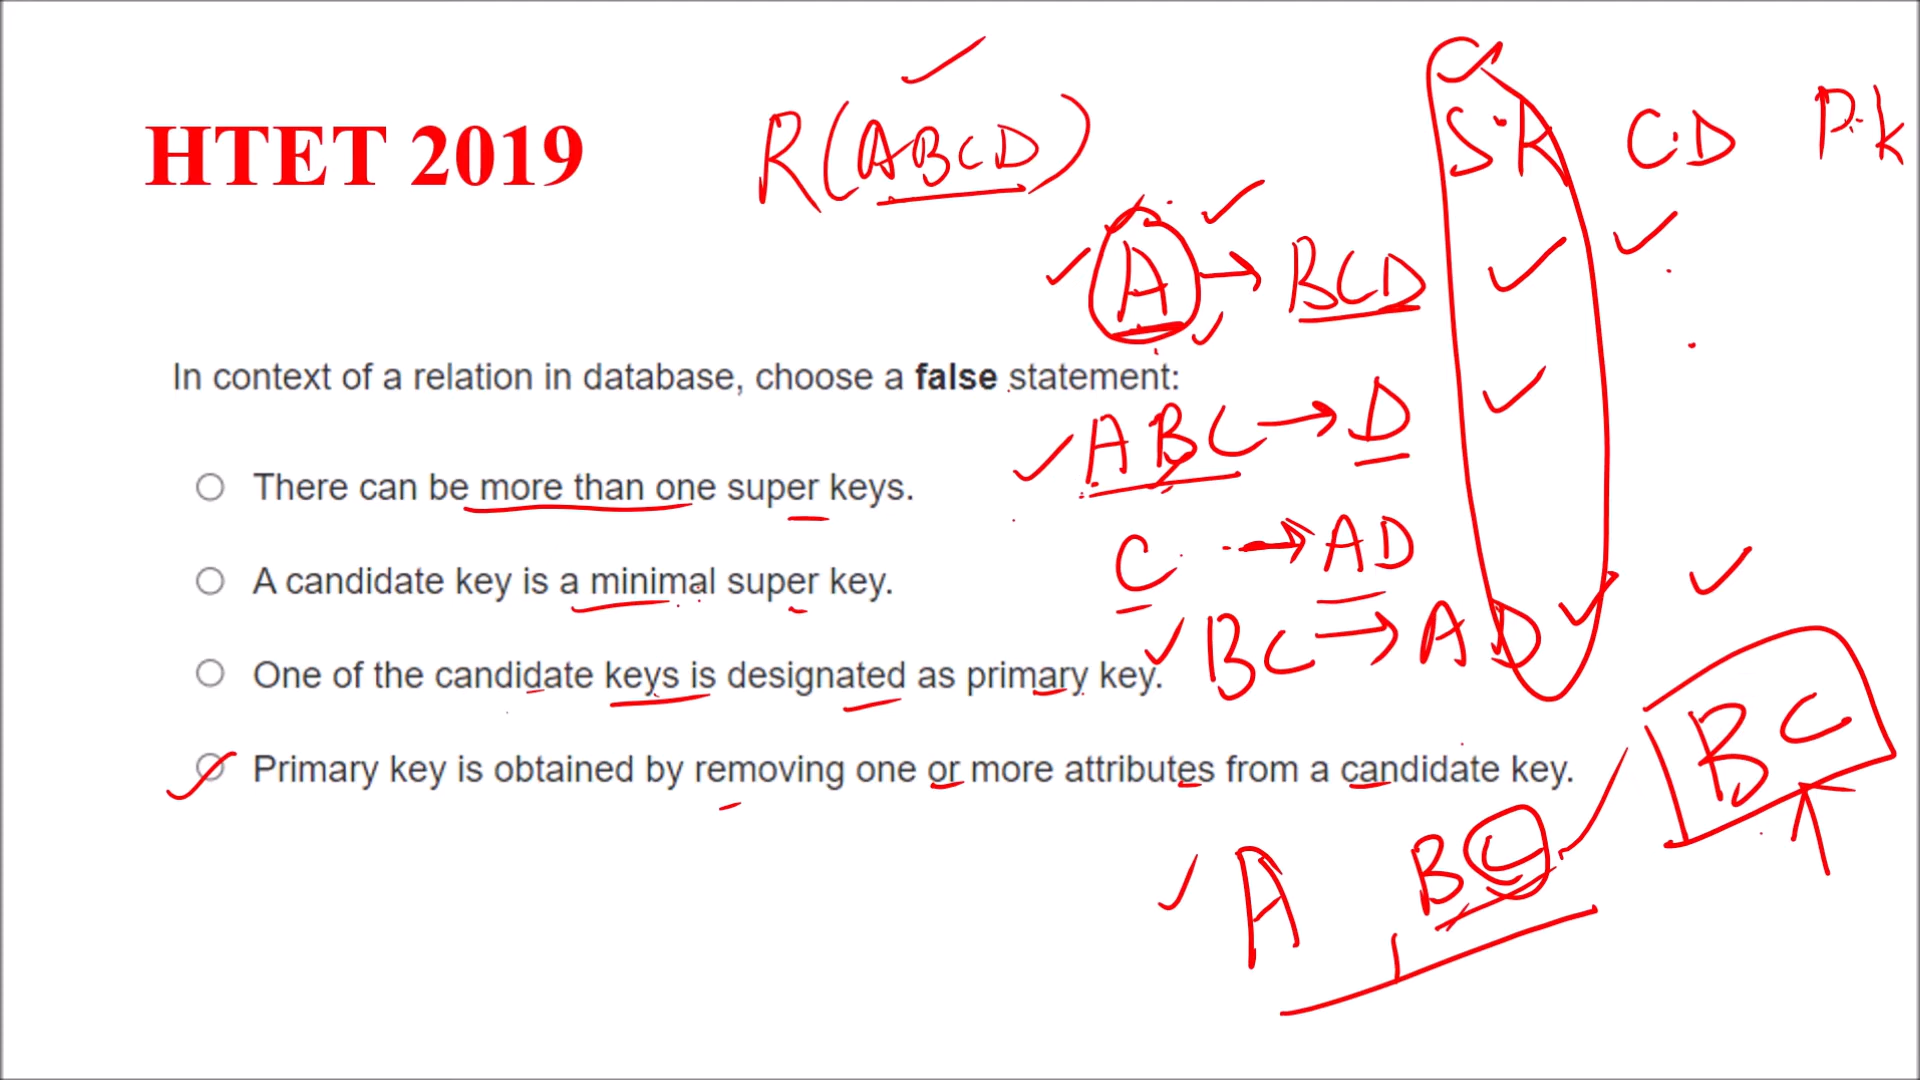 HTET 2019
R(ABCD)
S.K C.D P.K
A → BCD
In context of a relation in database, choose a false statement:
ABC → D
There can be more than one super keys.
C → AD
A candidate key is a minimal super key.
BC → AD
One of the candidate keys is designated as primary key.
BC
Primary key is obtained by removing one or more attributes from a candidate key.
A BC